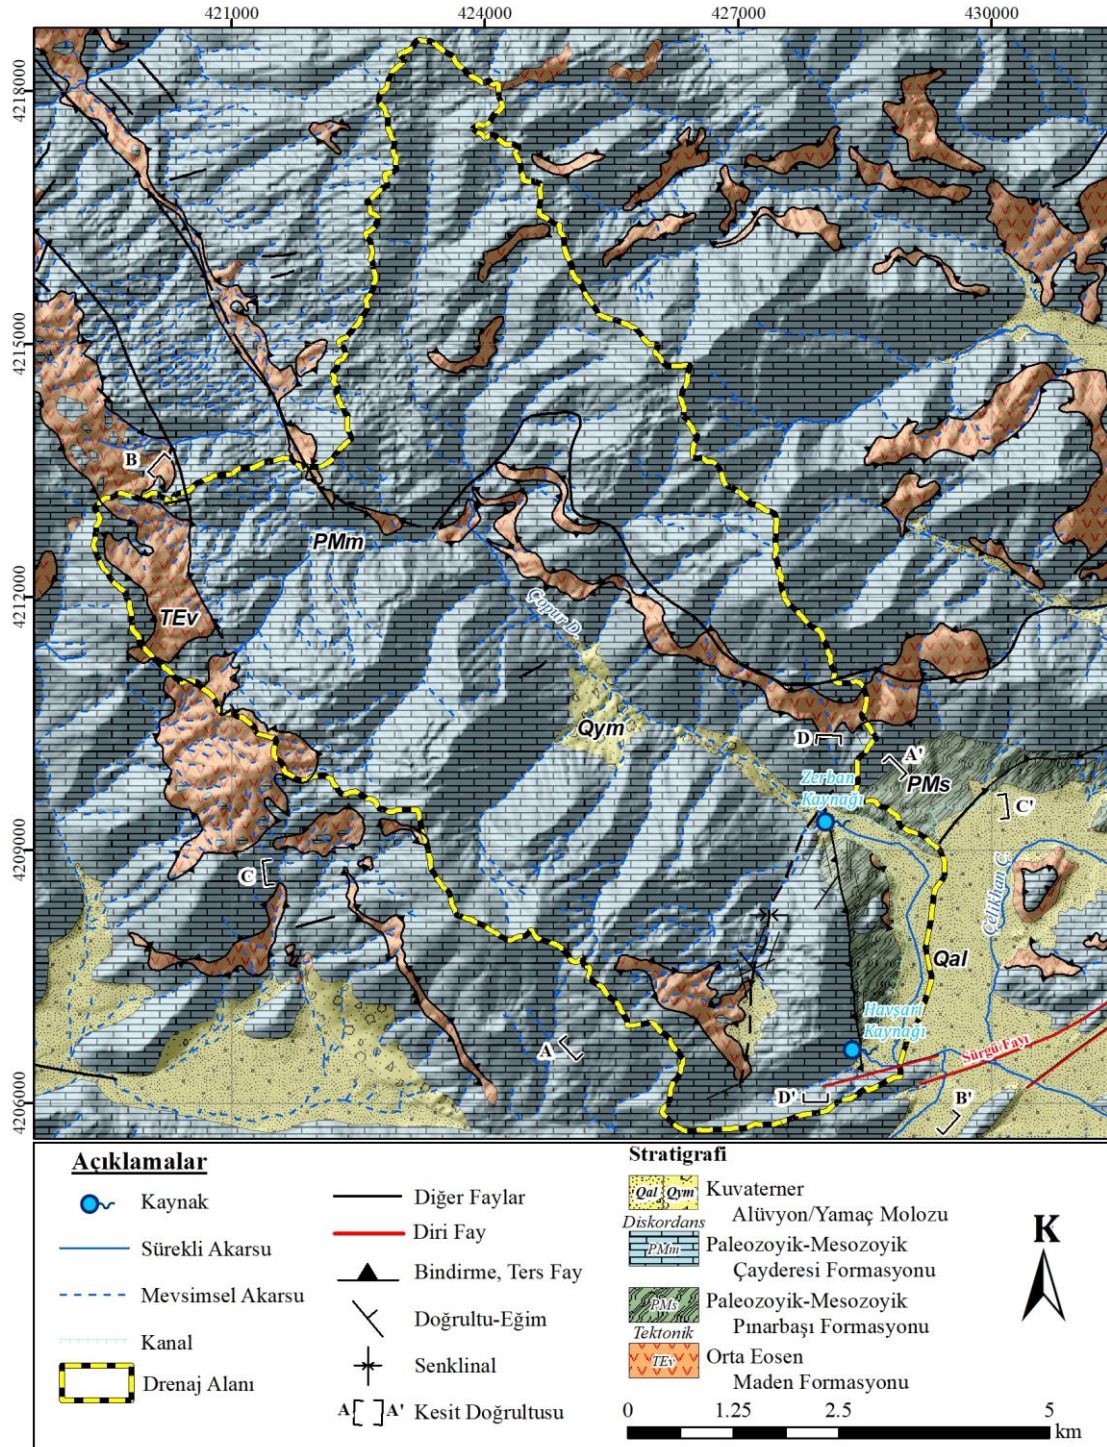 421000 424000 427000 430000
4218000
4215000
4212000
4209000
4206000
B
PMm
TEv
Çopur D.
Qym
D
A'
Zerban
Kaynağı
PMs
C'
C
Çelikhan Ç.
Qal
Havşari
Kaynağı
A
Sürgü Fayı
D'
B'
Açıklamalar
Kaynak
Sürekli Akarsu
Mevsimsel Akarsu
Kanal
Drenaj Alanı
Diğer Faylar
Diri Fay
Bindirme, Ters Fay
Doğrultu-Eğim
Senklinal
A A' Kesit Doğrultusu
Stratigrafi
Qal Qym Kuvaterner
Alüvyon/Yamaç Molozu
Diskordans
PMm Paleozoyik-Mesozoyik
Çayderesi Formasyonu
PMs Paleozoyik-Mesozoyik
Pınarbaşı Formasyonu
Tektonik
TEv Orta Eosen
Maden Formasyonu
K
0 1.25 2.5 5
km